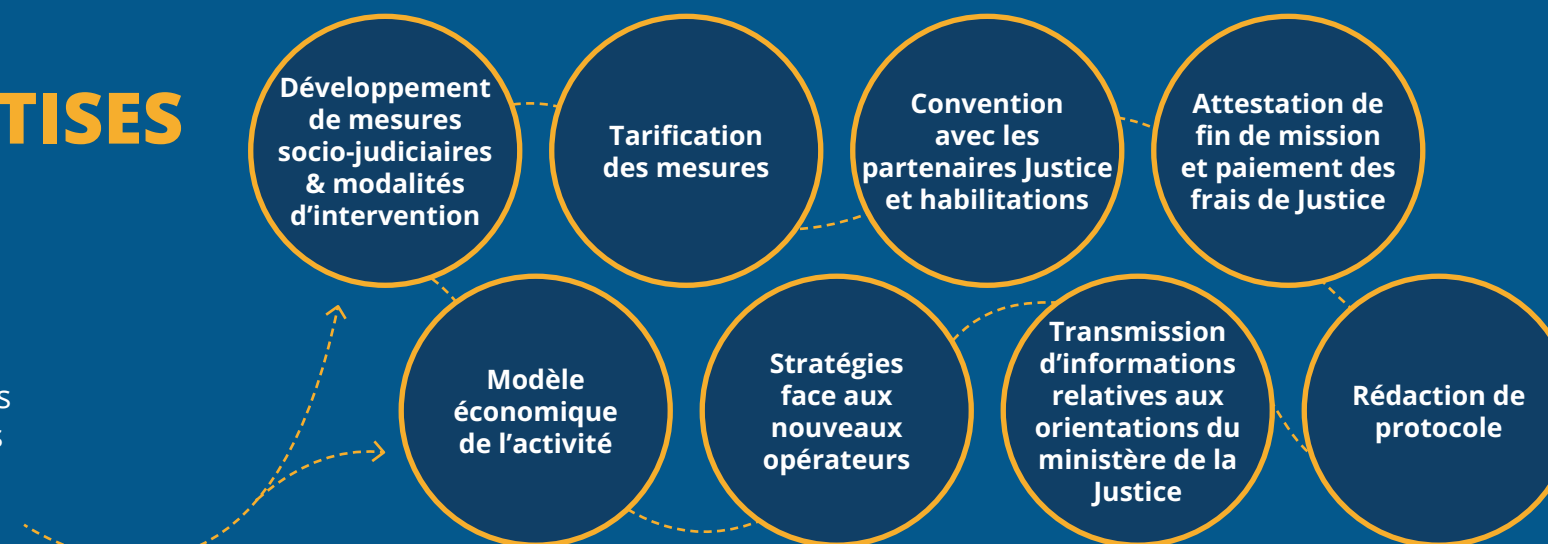 TISES
Développement
de mesures
socio-judiciaires
& modalités
d’intervention
Tarification
des mesures
Convention
avec les
partenaires Justice
et habilitations
Attestation de
fin de mission
et paiement des
frais de Justice
s
s
Modèle
économique
de l’activité
Stratégies
face aux
nouveaux
opérateurs
Transmission
d’informations
relatives aux
orientations du
ministère de la
Justice
Rédaction de
protocole